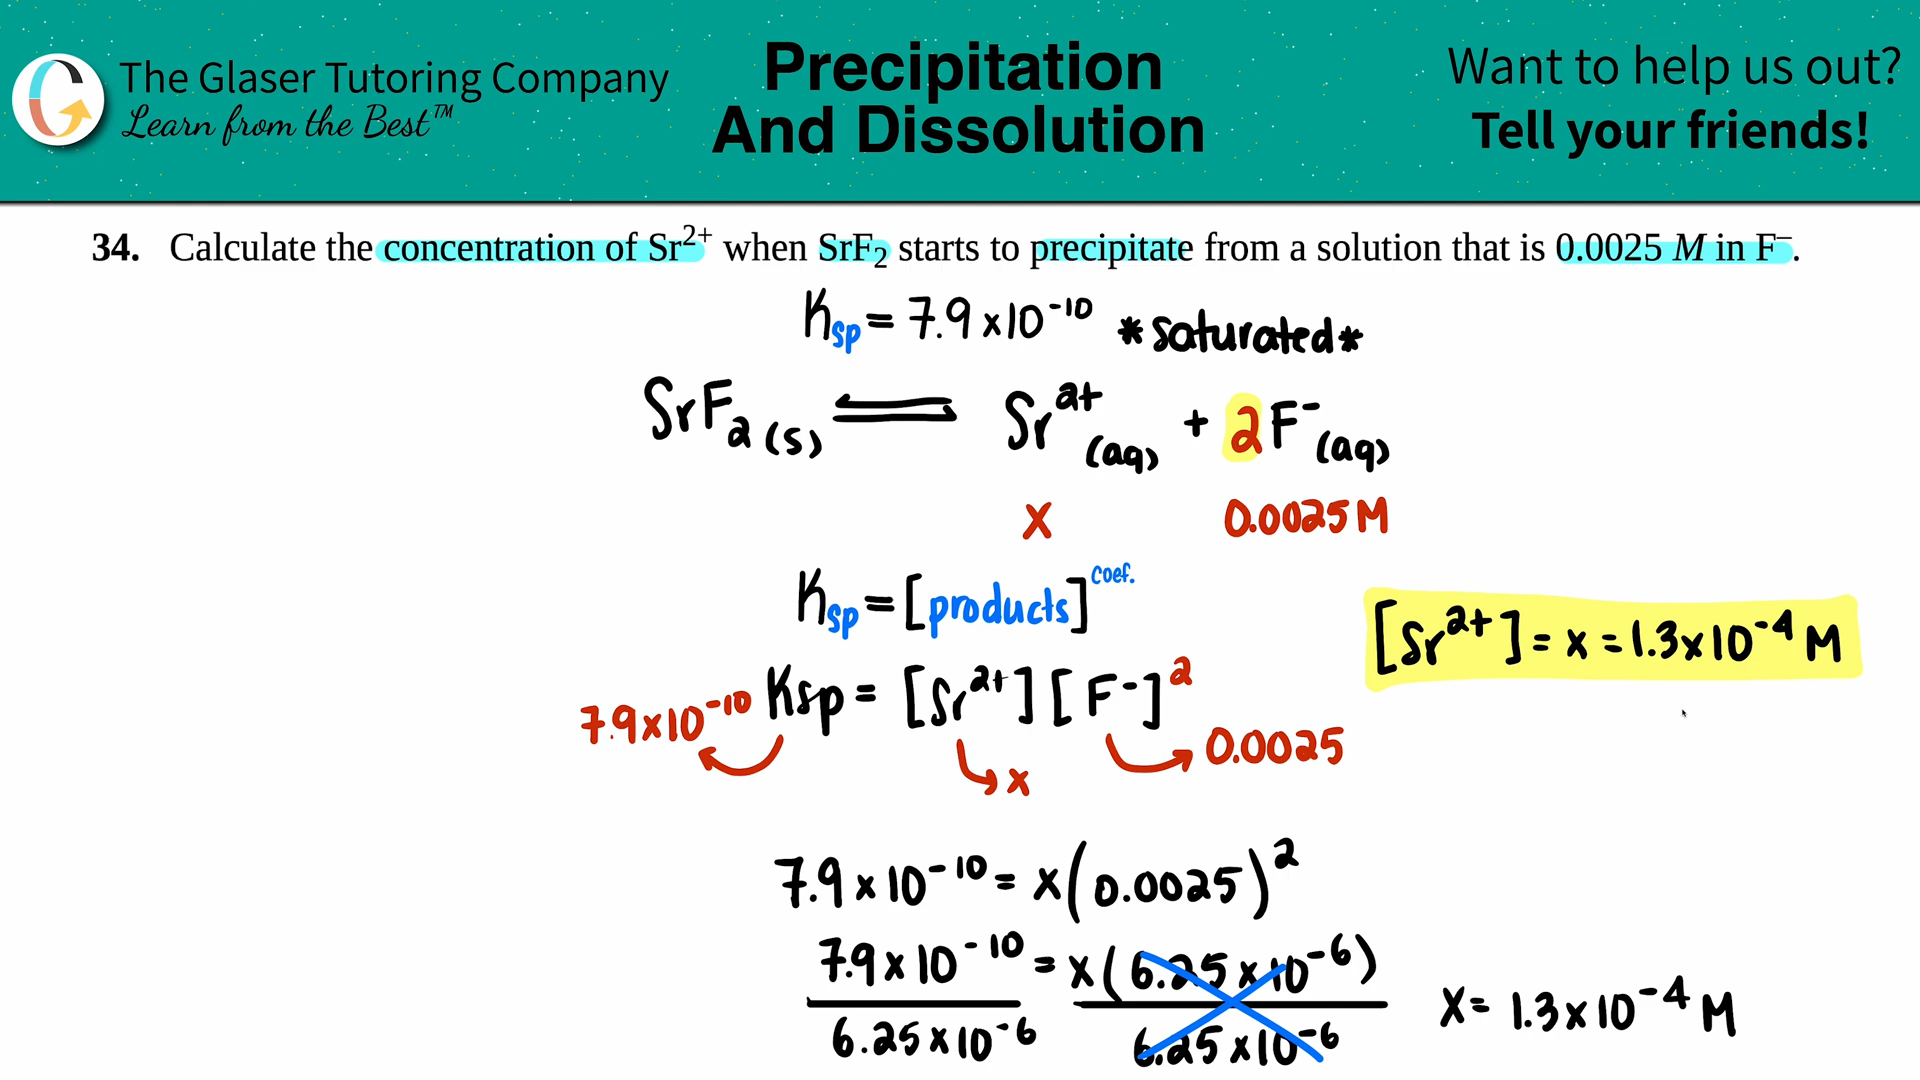 The Glaser Tutoring Company
Learn from the Best™
Precipitation
And Dissolution
Want to help us out?
Tell your friends!
34. Calculate the concentration of Sr²⁺ when SrF₂ starts to precipitate from a solution that is 0.0025 M in F⁻.
Ksp = 7.9 x 10⁻¹⁰ *saturated*
SrF₂(s) ⇌ Sr²⁺(aq) + 2F⁻(aq)
x 0.0025 M
Ksp = [products]^coef.
[Sr²⁺] = x = 1.3 x 10⁻⁴ M
7.9 x 10⁻¹⁰ Ksp = [Sr²⁺][F⁻]²
x 0.0025
7.9 x 10⁻¹⁰ = x(0.0025)²
7.9 x 10⁻¹⁰ = x(6.25 x 10⁻⁶)
6.25 x 10⁻⁶ 6.25 x 10⁻⁶
x = 1.3 x 10⁻⁴ M